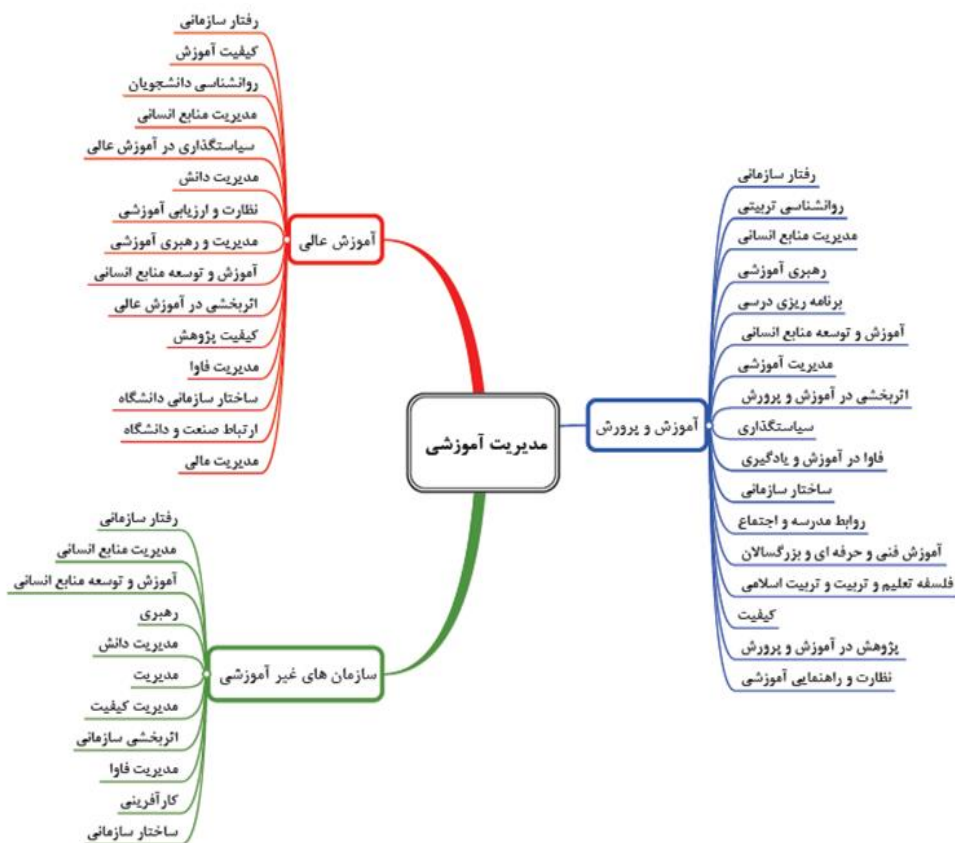 مدیریت آموزشی
آموزش و پرورش
رفتار سازمانی
روانشناسی تربیتی
مدیریت منابع انسانی
رهبری آموزشی
برنامه ریزی درسی
آموزش و توسعه منابع انسانی
مدیریت آموزشی
اثربخشی در آموزش و پرورش
سیاستگذاری
فاوا در آموزش و یادگیری
ساختار سازمانی
روابط مدرسه و اجتماع
آموزش فنی و حرفه ای و بزرگسالان
فلسفه تعلیم و تربیت و تربیت اسلامی
کیفیت
پژوهش در آموزش و پرورش
نظارت و راهنمایی آموزشی
آموزش عالی
رفتار سازمانی
کیفیت آموزش
روانشناسی دانشجویان
مدیریت منابع انسانی
سیاستگذاری در آموزش عالی
مدیریت دانش
نظارت و ارزیابی آموزشی
مدیریت و رهبری آموزشی
آموزش و توسعه منابع انسانی
اثربخشی در آموزش عالی
کیفیت پژوهش
مدیریت فاوا
ساختار سازمانی دانشگاه
ارتباط صنعت و دانشگاه
مدیریت مالی
سازمان های غیر آموزشی
رفتار سازمانی
مدیریت منابع انسانی
آموزش و توسعه منابع انسانی
رهبری
مدیریت دانش
مدیریت
مدیریت کیفیت
اثربخشی سازمانی
مدیریت فاوا
کارآفرینی
ساختار سازمانی